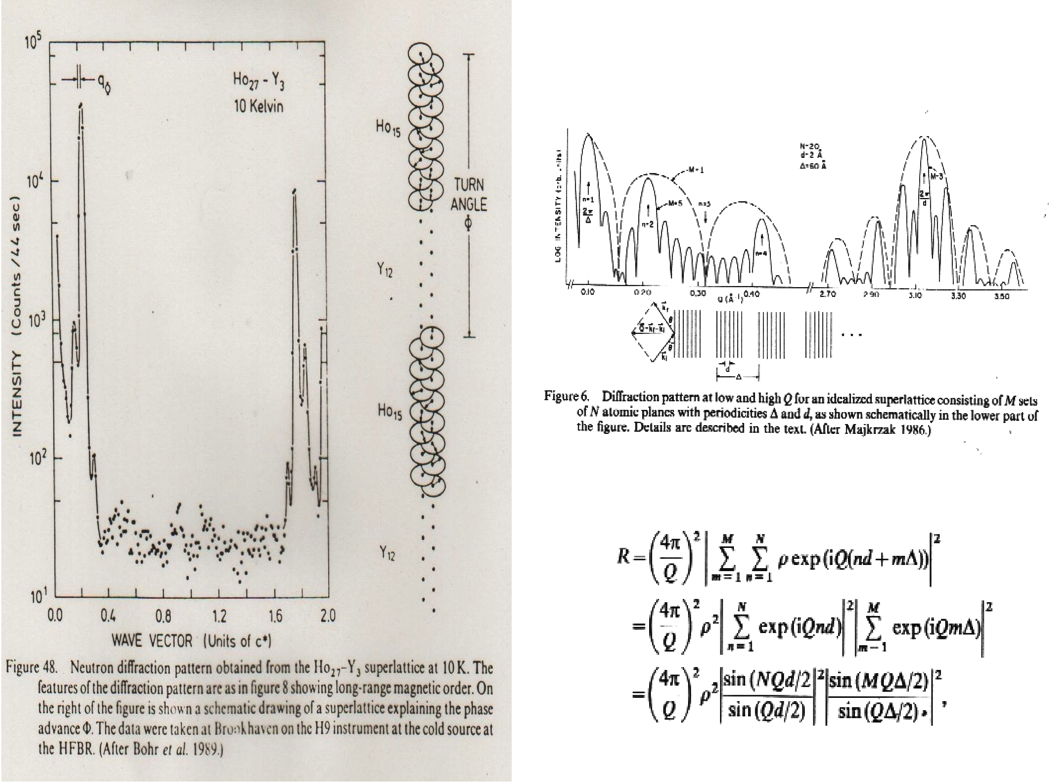 10⁵
10⁴
10³
10²
10¹
INTENSITY (Counts/44 sec)
qδ
Ho₂₇ - Y₃
10 Kelvin
0.0 0.4 0.8 1.2 1.6 2.0
WAVE VECTOR (Units of c*)
Ho₁₅
Y₁₂
Ho₁₅
Y₁₂
TURN
ANGLE
ϕ
Figure 48. Neutron diffraction pattern obtained from the Ho₂₇–Y₃ superlattice at 10 K. The
features of the diffraction pattern are as in figure 8 showing long-range magnetic order. On
the right of the figure is shown a schematic drawing of a superlattice explaining the phase
advance Φ. The data were taken at Brookhaven on the H9 instrument at the cold source at
the HFBR. (After Bohr et al. 1989.)
LOG INTENSITY (arb. units)
N=20
d=2 Å
Δ=60 Å
n=1
2π/Δ
n=2
M=5
M=1
n=3
n=4
2π/d
M=3
0.10 0.20 0.30 0.40 2.70 2.90 3.10 3.30 3.50
Q (Å⁻¹)
θ
θ
d
Δ
...
Figure 6. Diffraction pattern at low and high Q for an idealized superlattice consisting of M sets
of N atomic planes with periodicities Δ and d, as shown schematically in the lower part of
the figure. Details are described in the text. (After Majkrzak 1986.)
R = (4π/Q)² |∑_{m=1}^{M} ∑_{n=1}^{N} ρ exp (iQ(nd + mΔ))|²
= (4π/Q)² ρ² |∑_{n=1}^{N} exp (iQnd)|² |∑_{m−1}^{M} exp (iQmΔ)|²
= (4π/Q)² ρ² |sin (NQd/2)/sin (Qd/2)|² |sin (MQΔ/2)/sin (QΔ/2)|²,